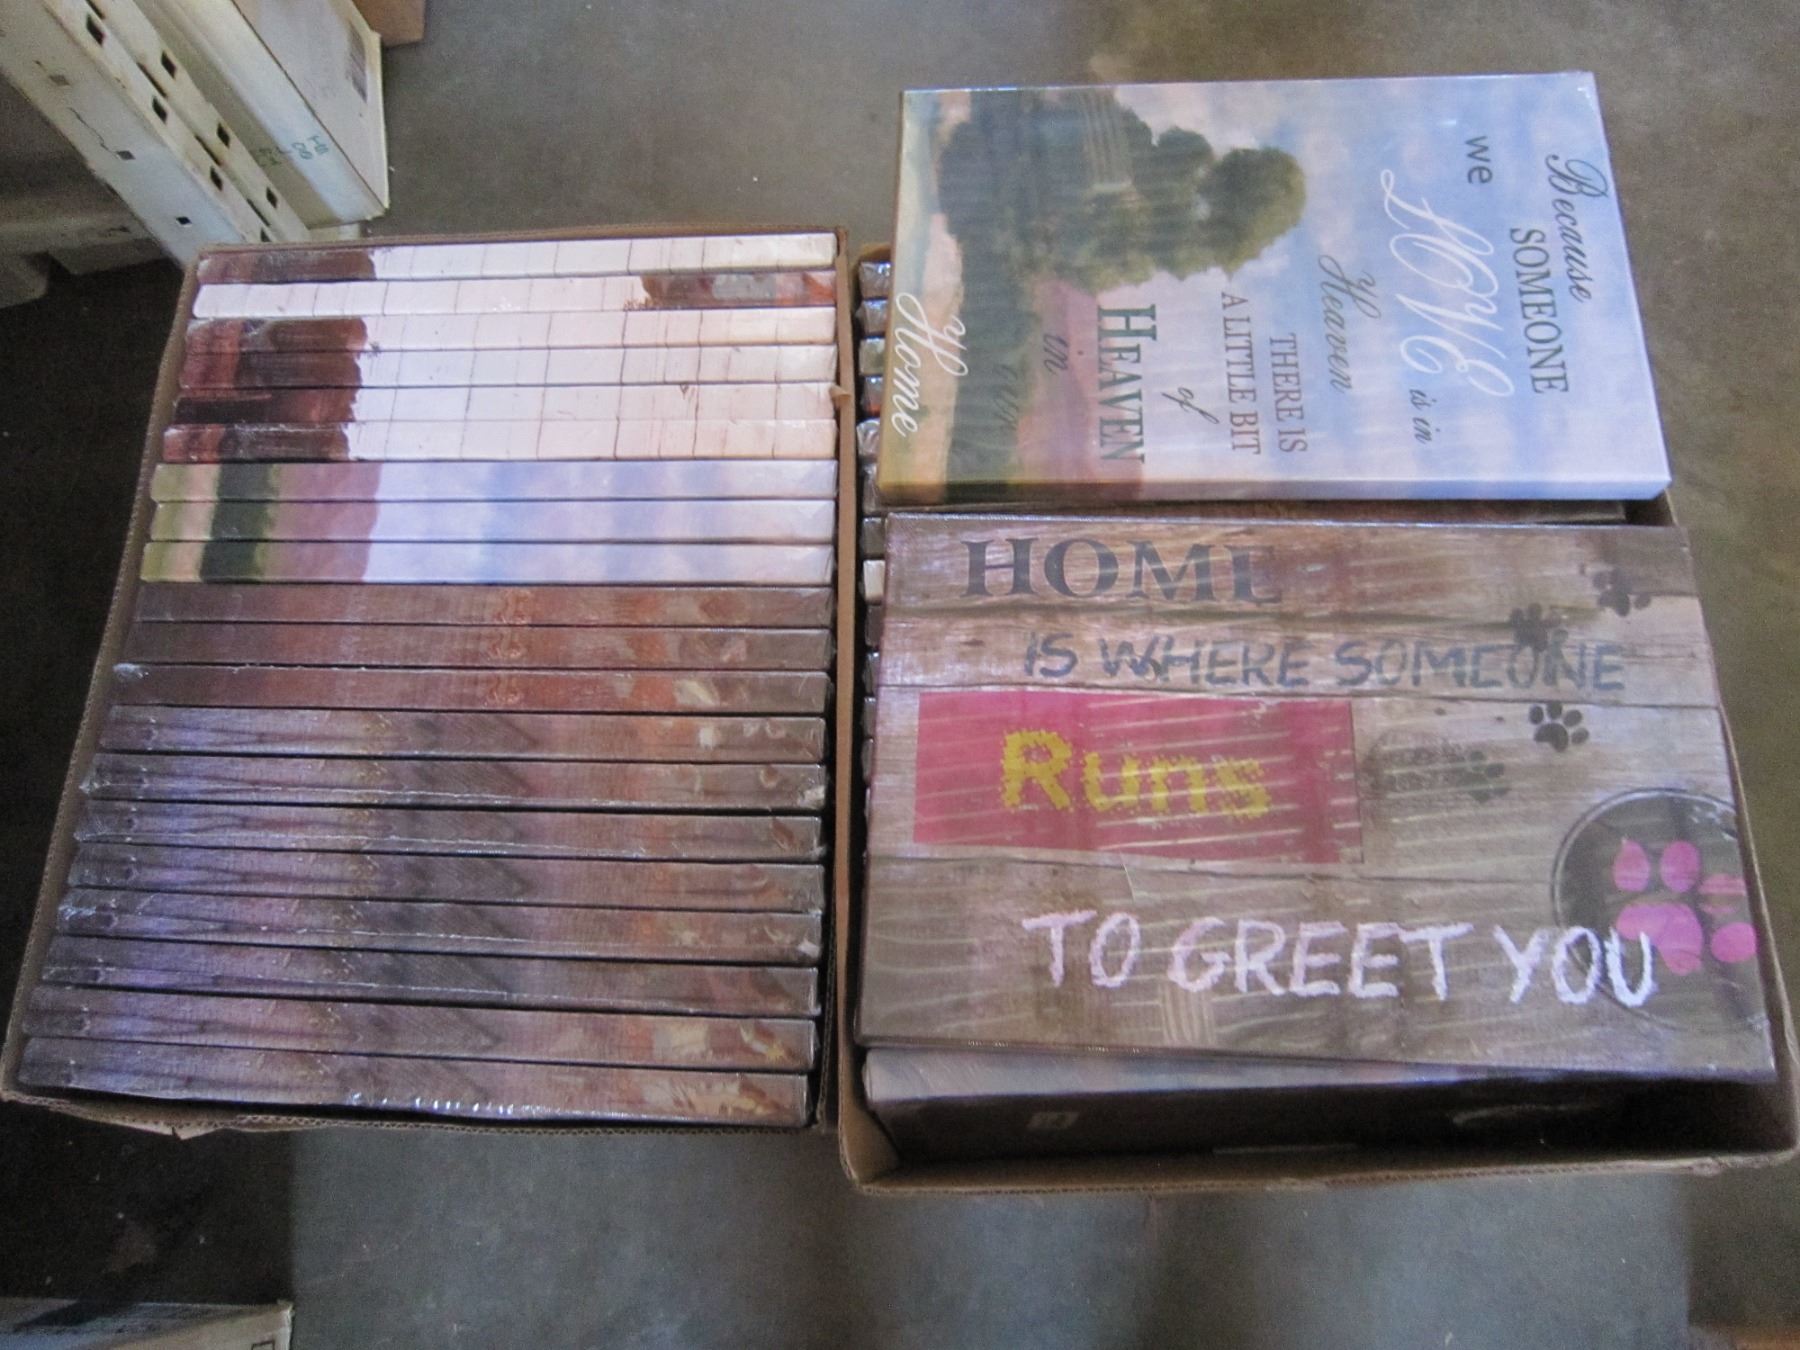 Because
SOMEONE
we
LOVE is in
Heaven
THERE IS
A LITTLE BIT
of
HEAVEN
in
our
Home
HOME
IS WHERE SOMEONE
Runs
TO GREET YOU